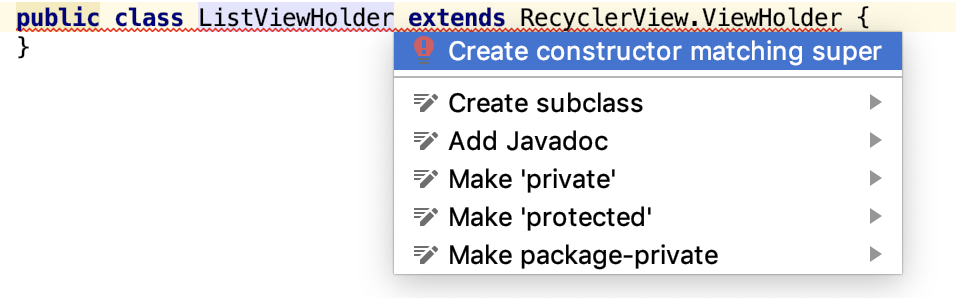 public class ListViewHolder extends RecyclerView.ViewHolder {
}
Create constructor matching super
Create subclass
Add Javadoc
Make 'private'
Make 'protected'
Make package-private